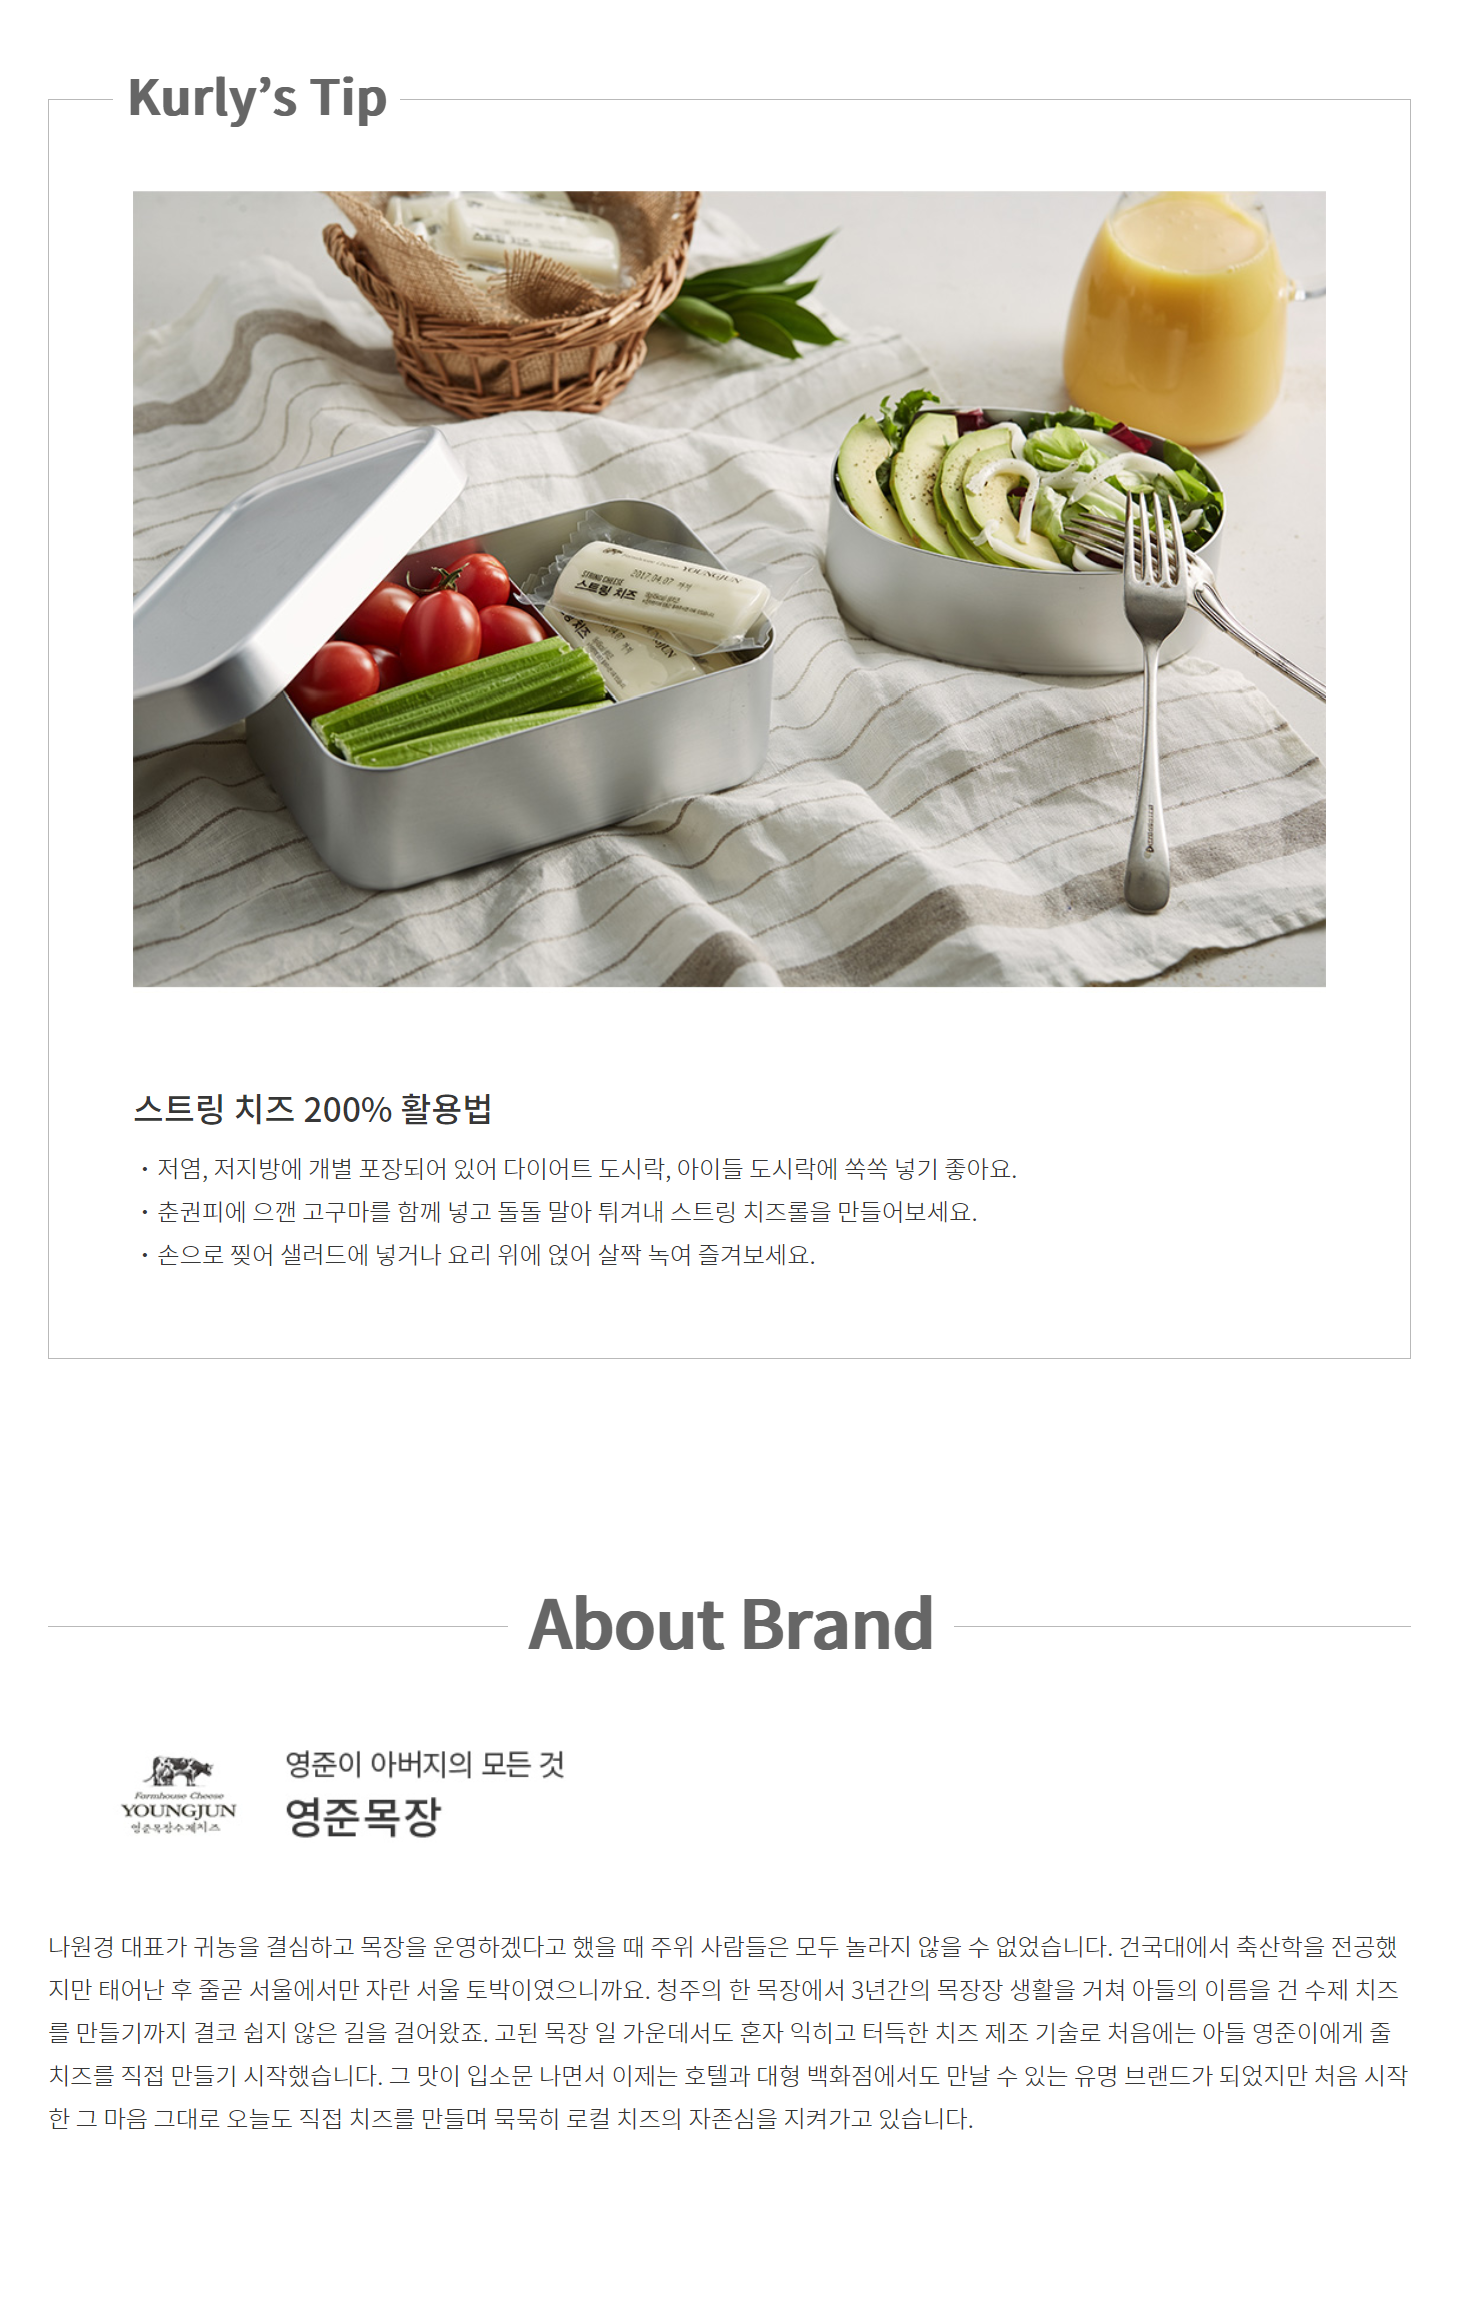 Kurly’s Tip
스트링 치즈
Farmhouse Cheese YOUNGJUN
2017.04.07 까지
STRING CHEESE
스트링 치즈
스트링 치즈 200% 활용법
· 저염, 저지방에 개별 포장되어 있어 다이어트 도시락, 아이들 도시락에 쏙쏙 넣기 좋아요.
· 춘권피에 으깬 고구마를 함께 넣고 돌돌 말아 튀겨내 스트링 치즈롤을 만들어보세요.
· 손으로 찢어 샐러드에 넣거나 요리 위에 얹어 살짝 녹여 즐겨보세요.
About Brand
영준이 아버지의 모든 것
영준목장
Farmhouse Cheese
YOUNGJUN
영준목장수제치즈
나원경 대표가 귀농을 결심하고 목장을 운영하겠다고 했을 때 주위 사람들은 모두 놀라지 않을 수 없었습니다. 건국대에서 축산학을 전공했
지만 태어난 후 줄곧 서울에서만 자란 서울 토박이였으니까요. 청주의 한 목장에서 3년간의 목장장 생활을 거쳐 아들의 이름을 건 수제 치즈
를 만들기까지 결코 쉽지 않은 길을 걸어왔죠. 고된 목장 일 가운데서도 혼자 익히고 터득한 치즈 제조 기술로 처음에는 아들 영준이에게 줄
치즈를 직접 만들기 시작했습니다. 그 맛이 입소문 나면서 이제는 호텔과 대형 백화점에서도 만날 수 있는 유명 브랜드가 되었지만 처음 시작
한 그 마음 그대로 오늘도 직접 치즈를 만들며 묵묵히 로컬 치즈의 자존심을 지켜가고 있습니다.